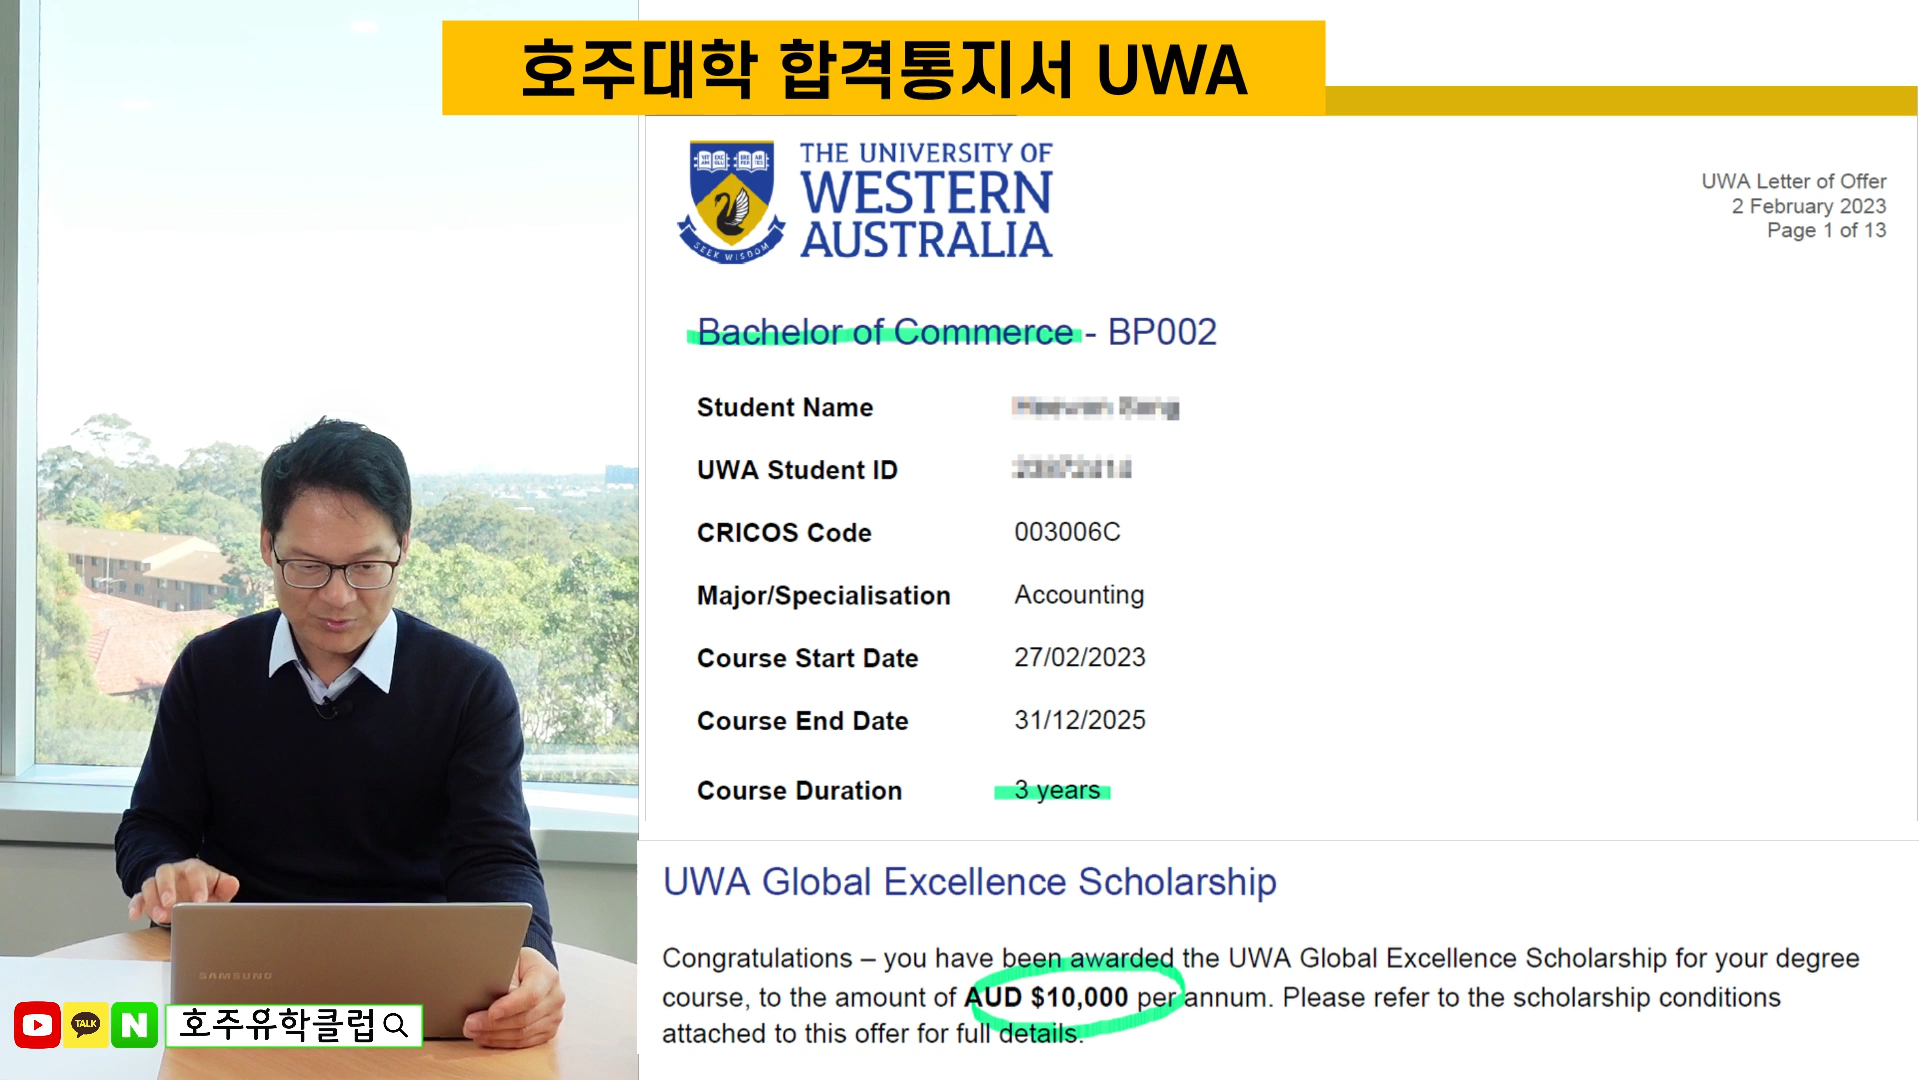 호주대학 합격통지서 UWA
THE UNIVERSITY OF
WESTERN
AUSTRALIA
SEEK WISDOM
UWA Letter of Offer
2 February 2023
Page 1 of 13
Bachelor of Commerce - BP002
Student Name
UWA Student ID
CRICOS Code 003006C
Major/Specialisation Accounting
Course Start Date 27/02/2023
Course End Date 31/12/2025
Course Duration 3 years
UWA Global Excellence Scholarship
Congratulations – you have been awarded the UWA Global Excellence Scholarship for your degree
course, to the amount of AUD $10,000 per annum. Please refer to the scholarship conditions
attached to this offer for full details.
SAMSUNG
TALK
N
호주유학클럽